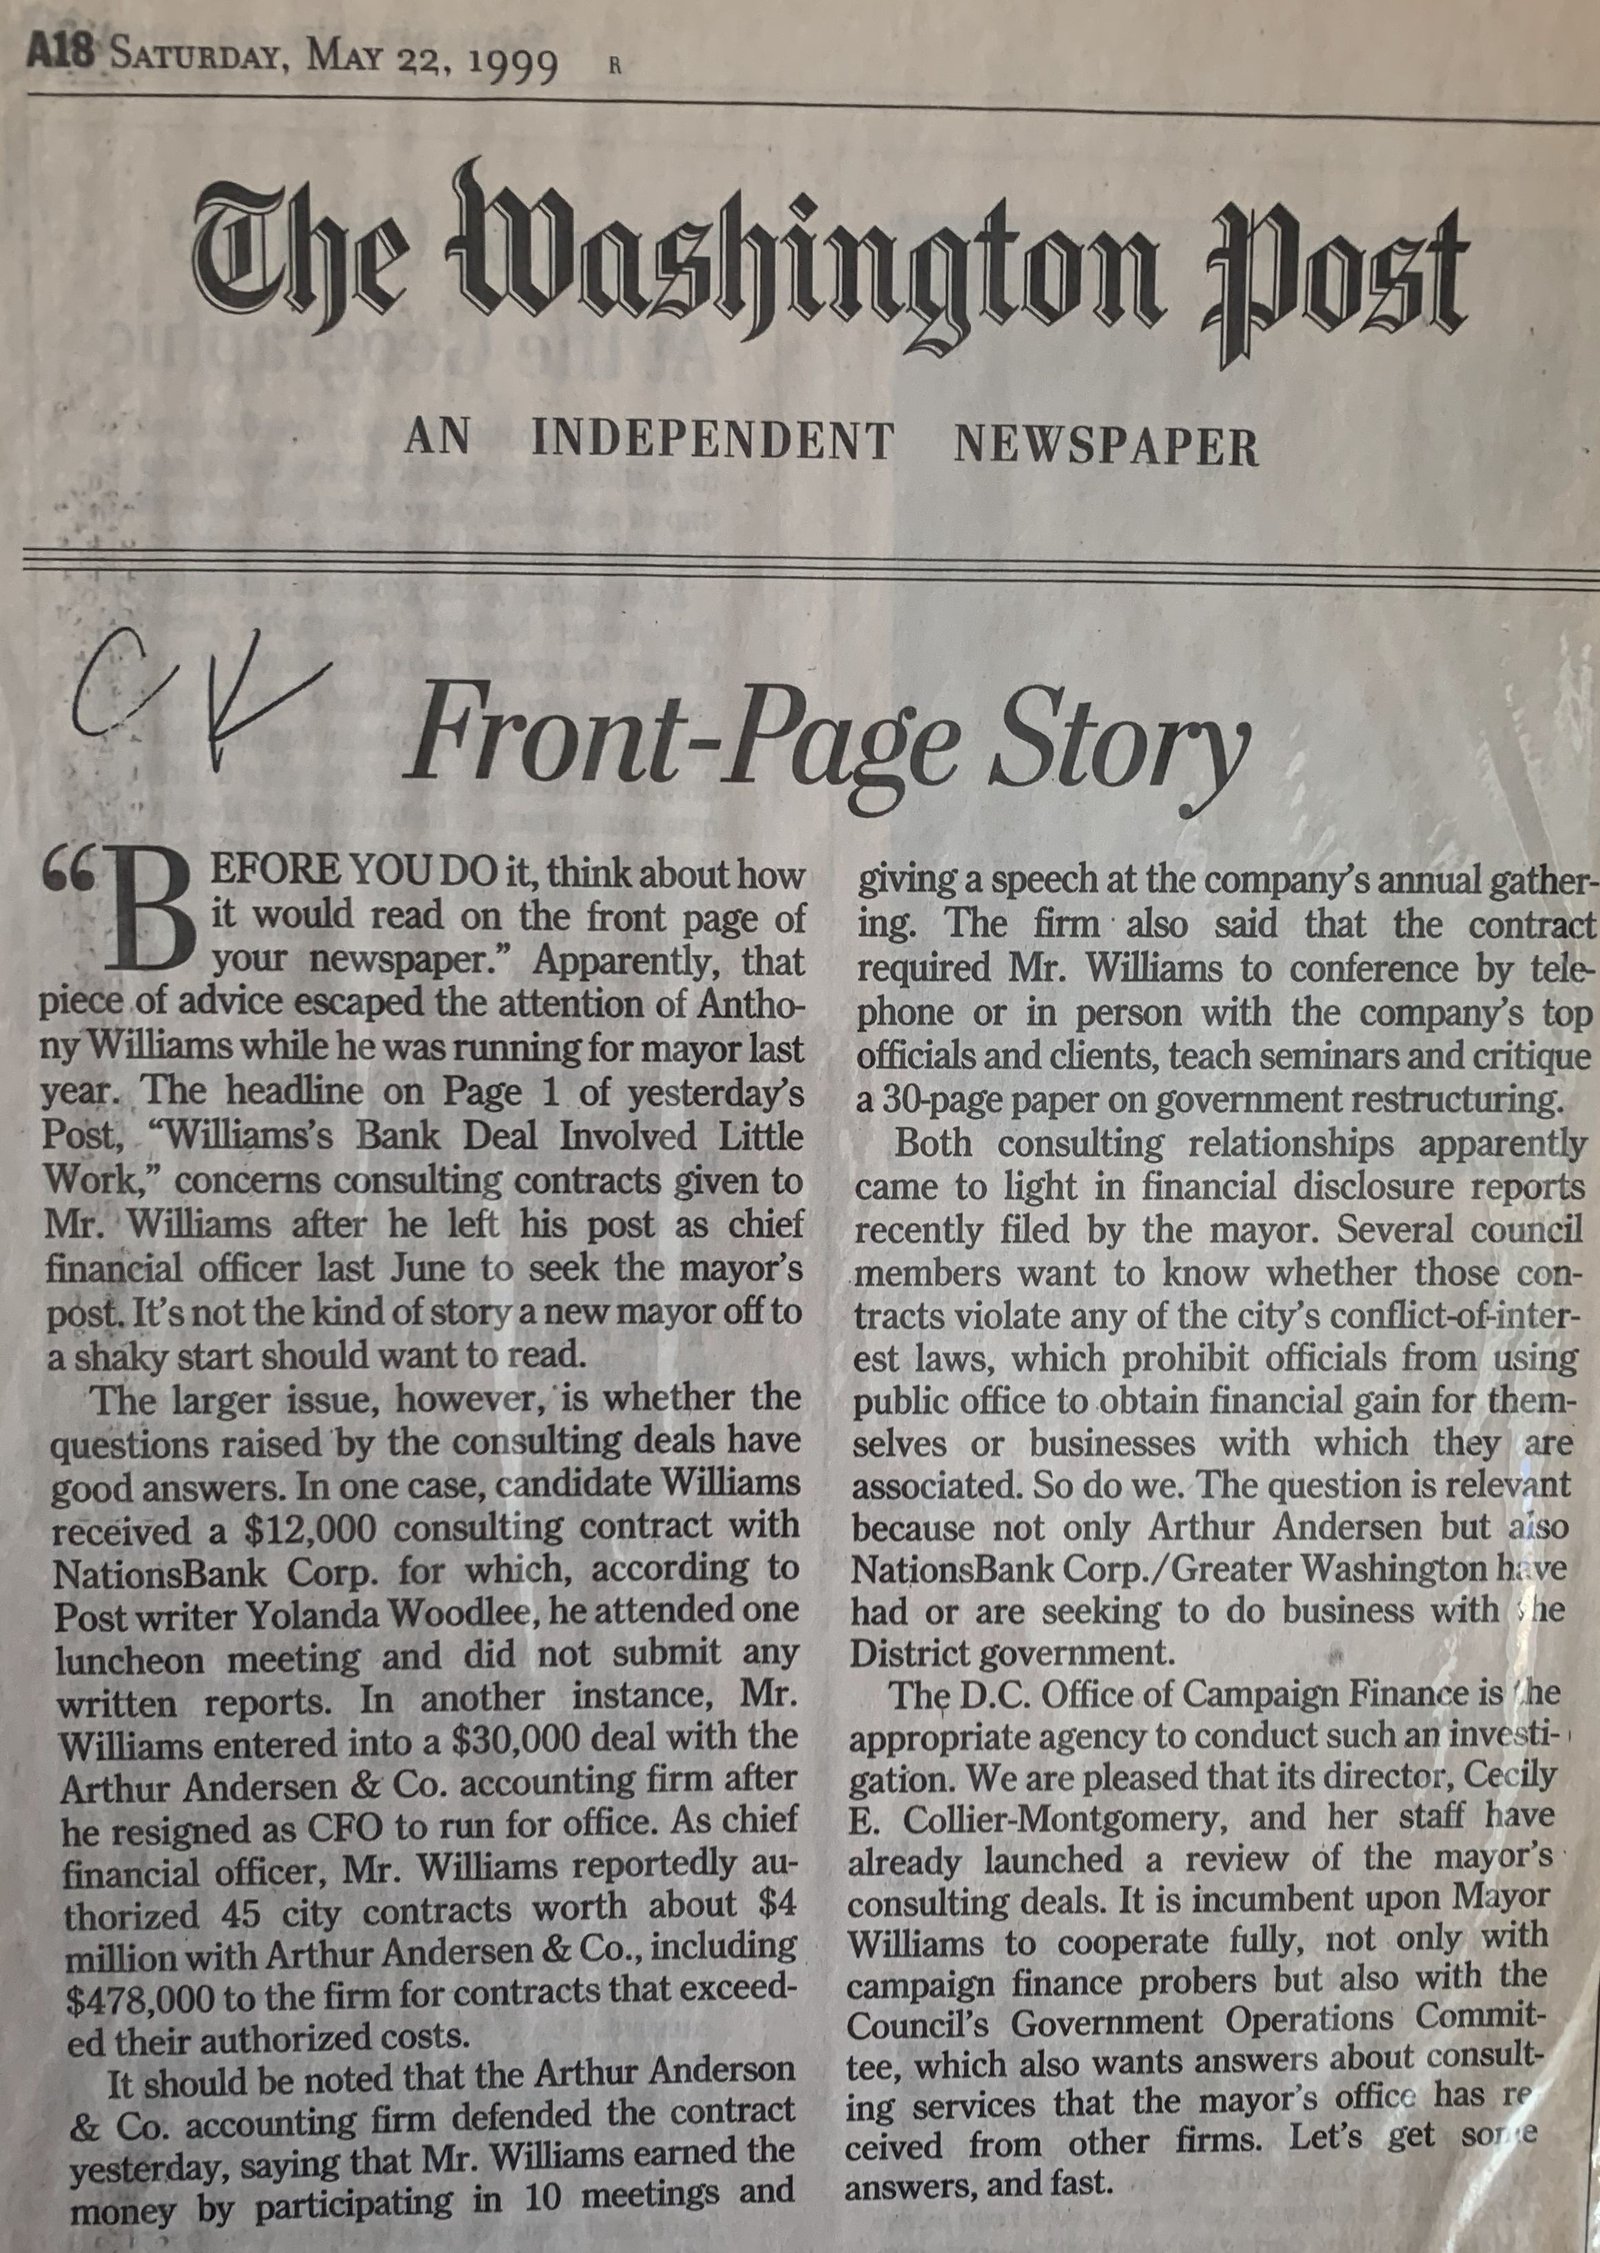 A18 SATURDAY, MAY 22, 1999 R
The Washington Post
AN INDEPENDENT NEWSPAPER
CK
Front-Page Story
“BEFORE YOU DO it, think about how
it would read on the front page of
your newspaper.” Apparently, that
piece of advice escaped the attention of Antho-
ny Williams while he was running for mayor last
year. The headline on Page 1 of yesterday’s
Post, “Williams’s Bank Deal Involved Little
Work,” concerns consulting contracts given to
Mr. Williams after he left his post as chief
financial officer last June to seek the mayor’s
post. It’s not the kind of story a new mayor off to
a shaky start should want to read.
The larger issue, however, is whether the
questions raised by the consulting deals have
good answers. In one case, candidate Williams
received a $12,000 consulting contract with
NationsBank Corp. for which, according to
Post writer Yolanda Woodlee, he attended one
luncheon meeting and did not submit any
written reports. In another instance, Mr.
Williams entered into a $30,000 deal with the
Arthur Andersen & Co. accounting firm after
he resigned as CFO to run for office. As chief
financial officer, Mr. Williams reportedly au-
thorized 45 city contracts worth about $4
million with Arthur Andersen & Co., including
$478,000 to the firm for contracts that exceed-
ed their authorized costs.
It should be noted that the Arthur Anderson
& Co. accounting firm defended the contract
yesterday, saying that Mr. Williams earned the
money by participating in 10 meetings and
giving a speech at the company’s annual gather-
ing. The firm also said that the contract
required Mr. Williams to conference by tele-
phone or in person with the company’s top
officials and clients, teach seminars and critique
a 30-page paper on government restructuring.
Both consulting relationships apparently
came to light in financial disclosure reports
recently filed by the mayor. Several council
members want to know whether those con-
tracts violate any of the city’s conflict-of-inter-
est laws, which prohibit officials from using
public office to obtain financial gain for them-
selves or businesses with which they are
associated. So do we. The question is relevant
because not only Arthur Andersen but also
NationsBank Corp./Greater Washington have
had or are seeking to do business with the
District government.
The D.C. Office of Campaign Finance is the
appropriate agency to conduct such an investi-
gation. We are pleased that its director, Cecily
E. Collier-Montgomery, and her staff have
already launched a review of the mayor’s
consulting deals. It is incumbent upon Mayor
Williams to cooperate fully, not only with
campaign finance probers but also with the
Council’s Government Operations Commit-
tee, which also wants answers about consult-
ing services that the mayor’s office has re
ceived from other firms. Let’s get some
answers, and fast.